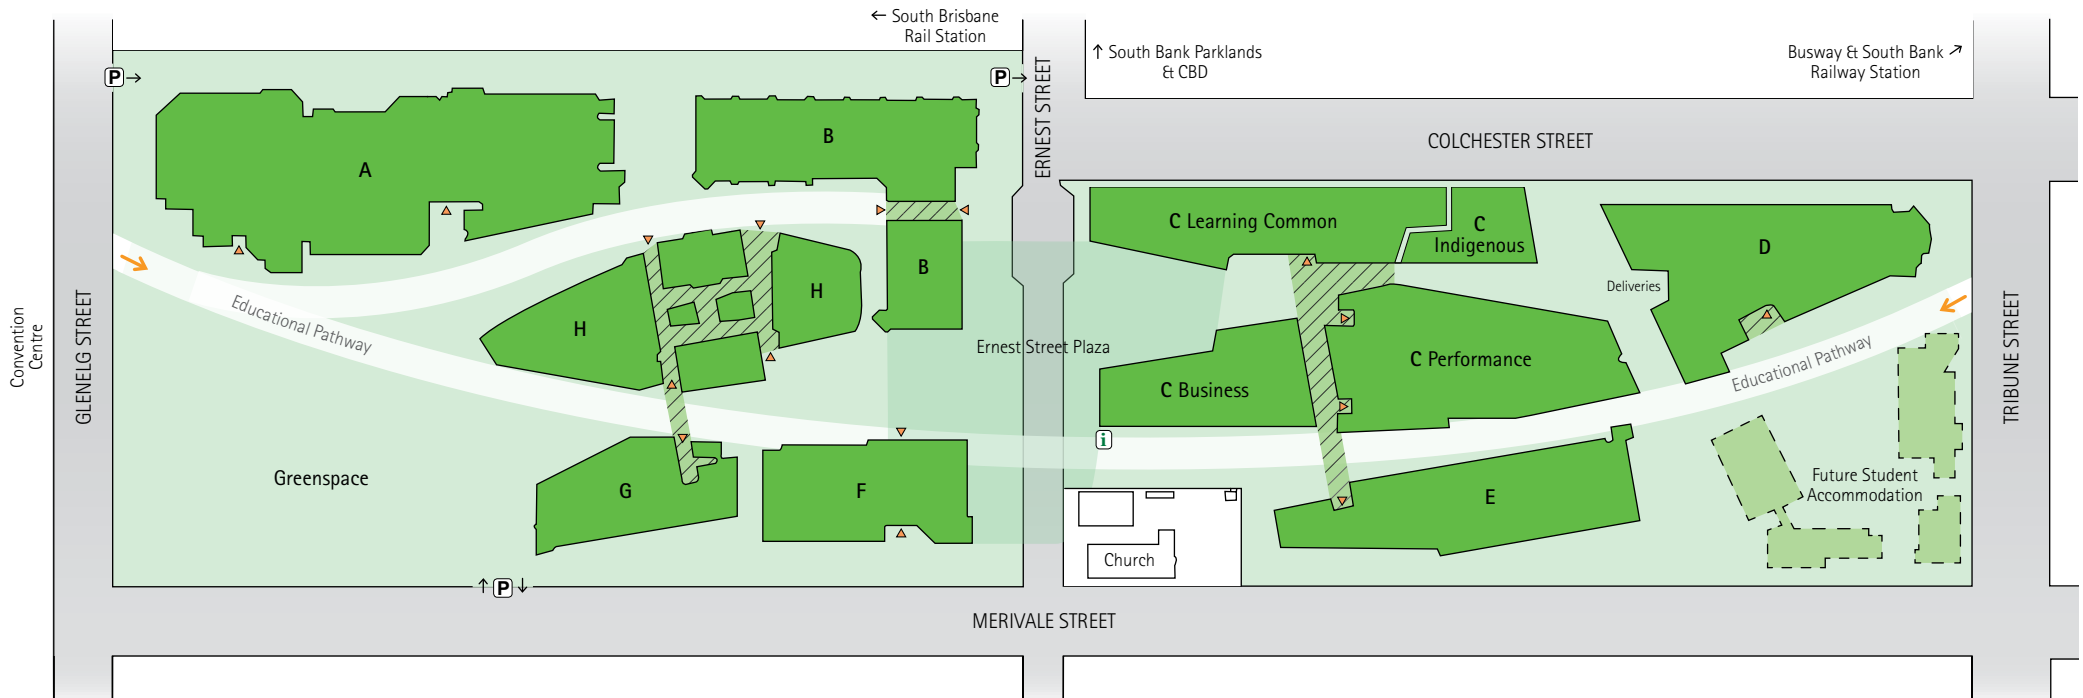 ← South Brisbane
Rail Station
↑ South Bank Parklands
& CBD
Busway & South Bank ↗
Railway Station
P →
P →
ERNEST STREET
COLCHESTER STREET
A
B
B
C Learning Common
C
Indigenous
D
Deliveries
Educational Pathway
H
H
Ernest Street Plaza
C Performance
C Business
Educational Pathway
Convention
Centre
GLENELG STREET
TRIBUNE STREET
i
Greenspace
G
F
E
Future Student
Accommodation
Church
↑ P ↓
MERIVALE STREET